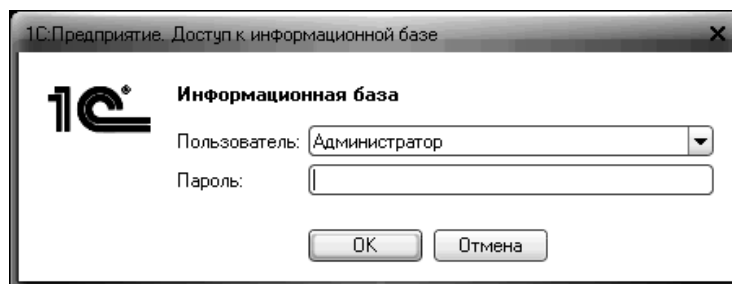 1С:Предприятие. Доступ к информационной базе
1С®
Информационная база
Пользователь: Администратор
Пароль:
OK Отмена